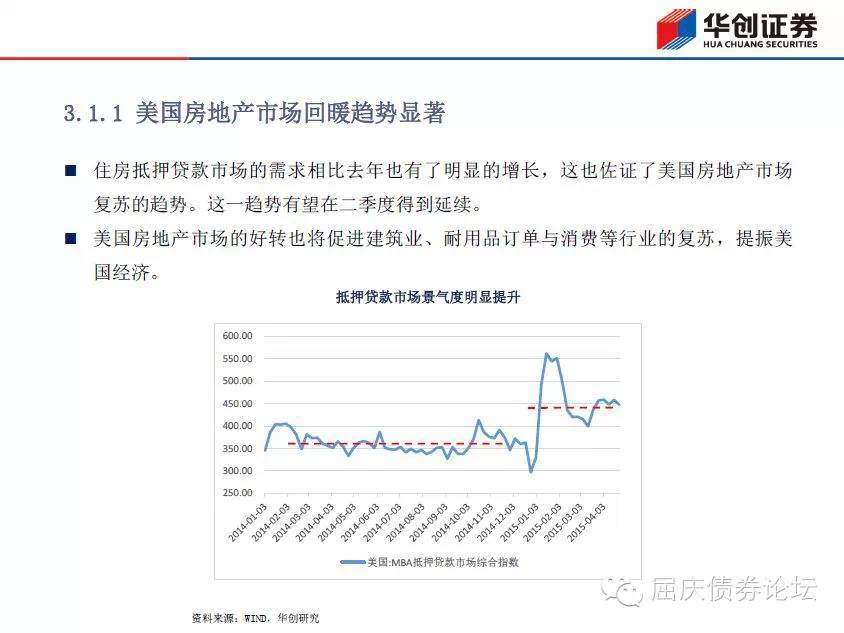 华创证券
HUA CHUANG SECURITIES
3.1.1 美国房地产市场回暖趋势显著
住房抵押贷款市场的需求相比去年也有了明显的增长，这也佐证了美国房地产市场
复苏的趋势。这一趋势有望在二季度得到延续。
美国房地产市场的好转也将促进建筑业、耐用品订单与消费等行业的复苏，提振美
国经济。
抵押贷款市场景气度明显提升
600.00
550.00
500.00
450.00
400.00
350.00
300.00
250.00
2014-01-03
2014-02-03
2014-03-03
2014-04-03
2014-05-03
2014-06-03
2014-07-03
2014-08-03
2014-09-03
2014-10-03
2014-11-03
2014-12-03
2015-01-03
2015-02-03
2015-03-03
2015-04-03
美国:MBA抵押贷款市场综合指数
屈庆债券论坛
资料来源：WIND，华创研究